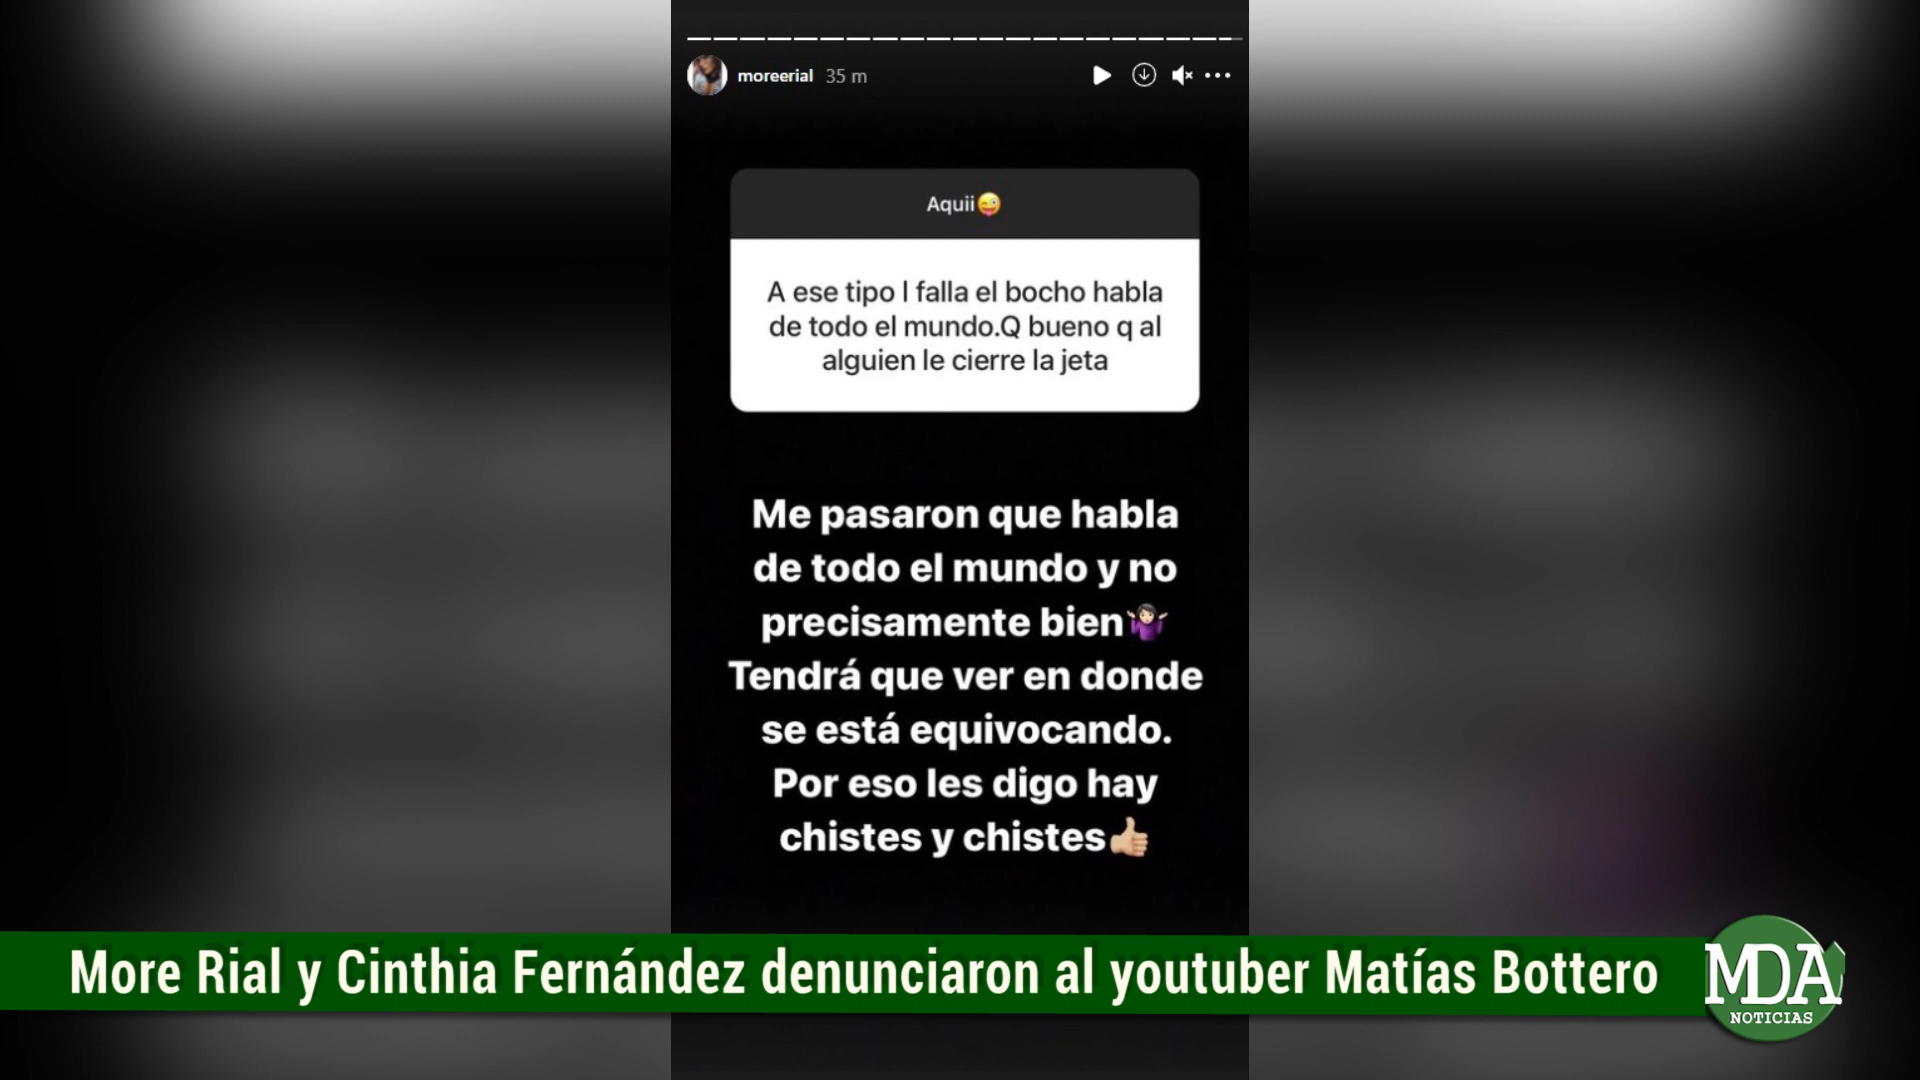 moreerial 35 m
Aquii😜
A ese tipo l falla el bocho habla
de todo el mundo.Q bueno q al
alguien le cierre la jeta
Me pasaron que habla
de todo el mundo y no
precisamente bien🤷🏻‍♀️
Tendrá que ver en donde
se está equivocando.
Por eso les digo hay
chistes y chistes👍🏼
More Rial y Cinthia Fernández denunciaron al youtuber Matías Bottero
MDA
NOTICIAS